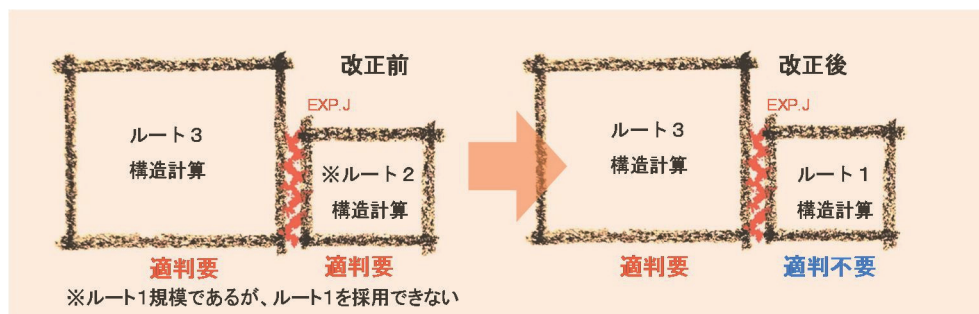 改正前
EXP.J
ルート3
構造計算
※ルート2
構造計算
適判要
適判要
※ルート1規模であるが、ルート1を採用できない
改正後
EXP.J
ルート3
構造計算
ルート1
構造計算
適判要
適判不要